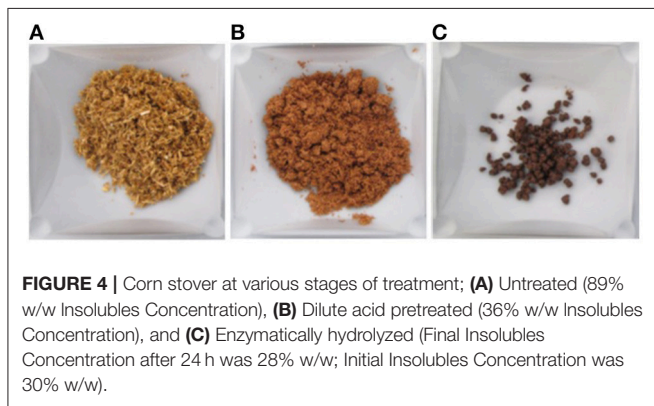 A B C
FIGURE 4 | Corn stover at various stages of treatment; (A) Untreated (89%
w/w Insolubles Concentration), (B) Dilute acid pretreated (36% w/w Insolubles
Concentration), and (C) Enzymatically hydrolyzed (Final Insolubles
Concentration after 24 h was 28% w/w; Initial Insolubles Concentration was
30% w/w).